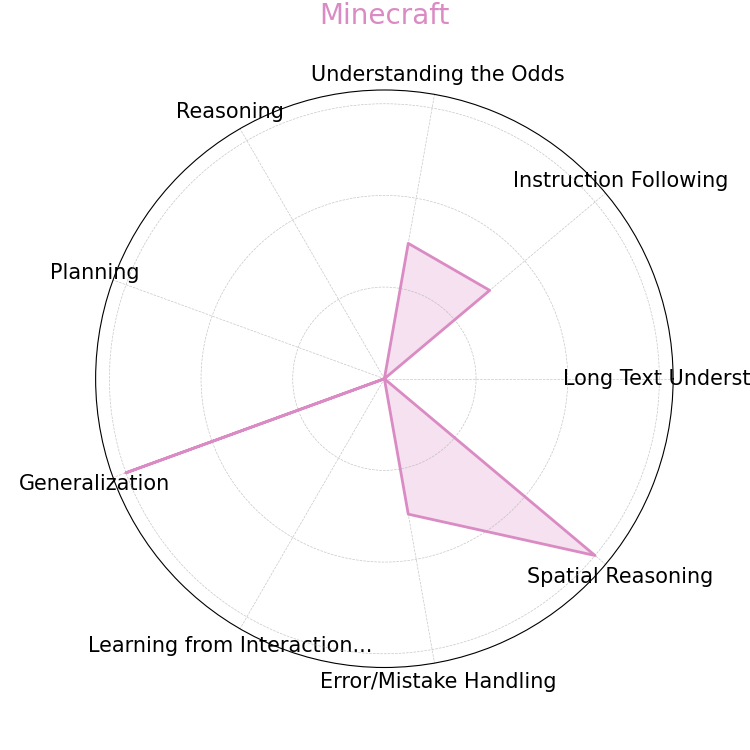 Minecraft
Understanding the Odds
Reasoning
Instruction Following
Planning
Long Text Underst
Generalization
Spatial Reasoning
Learning from Interaction...
Error/Mistake Handling